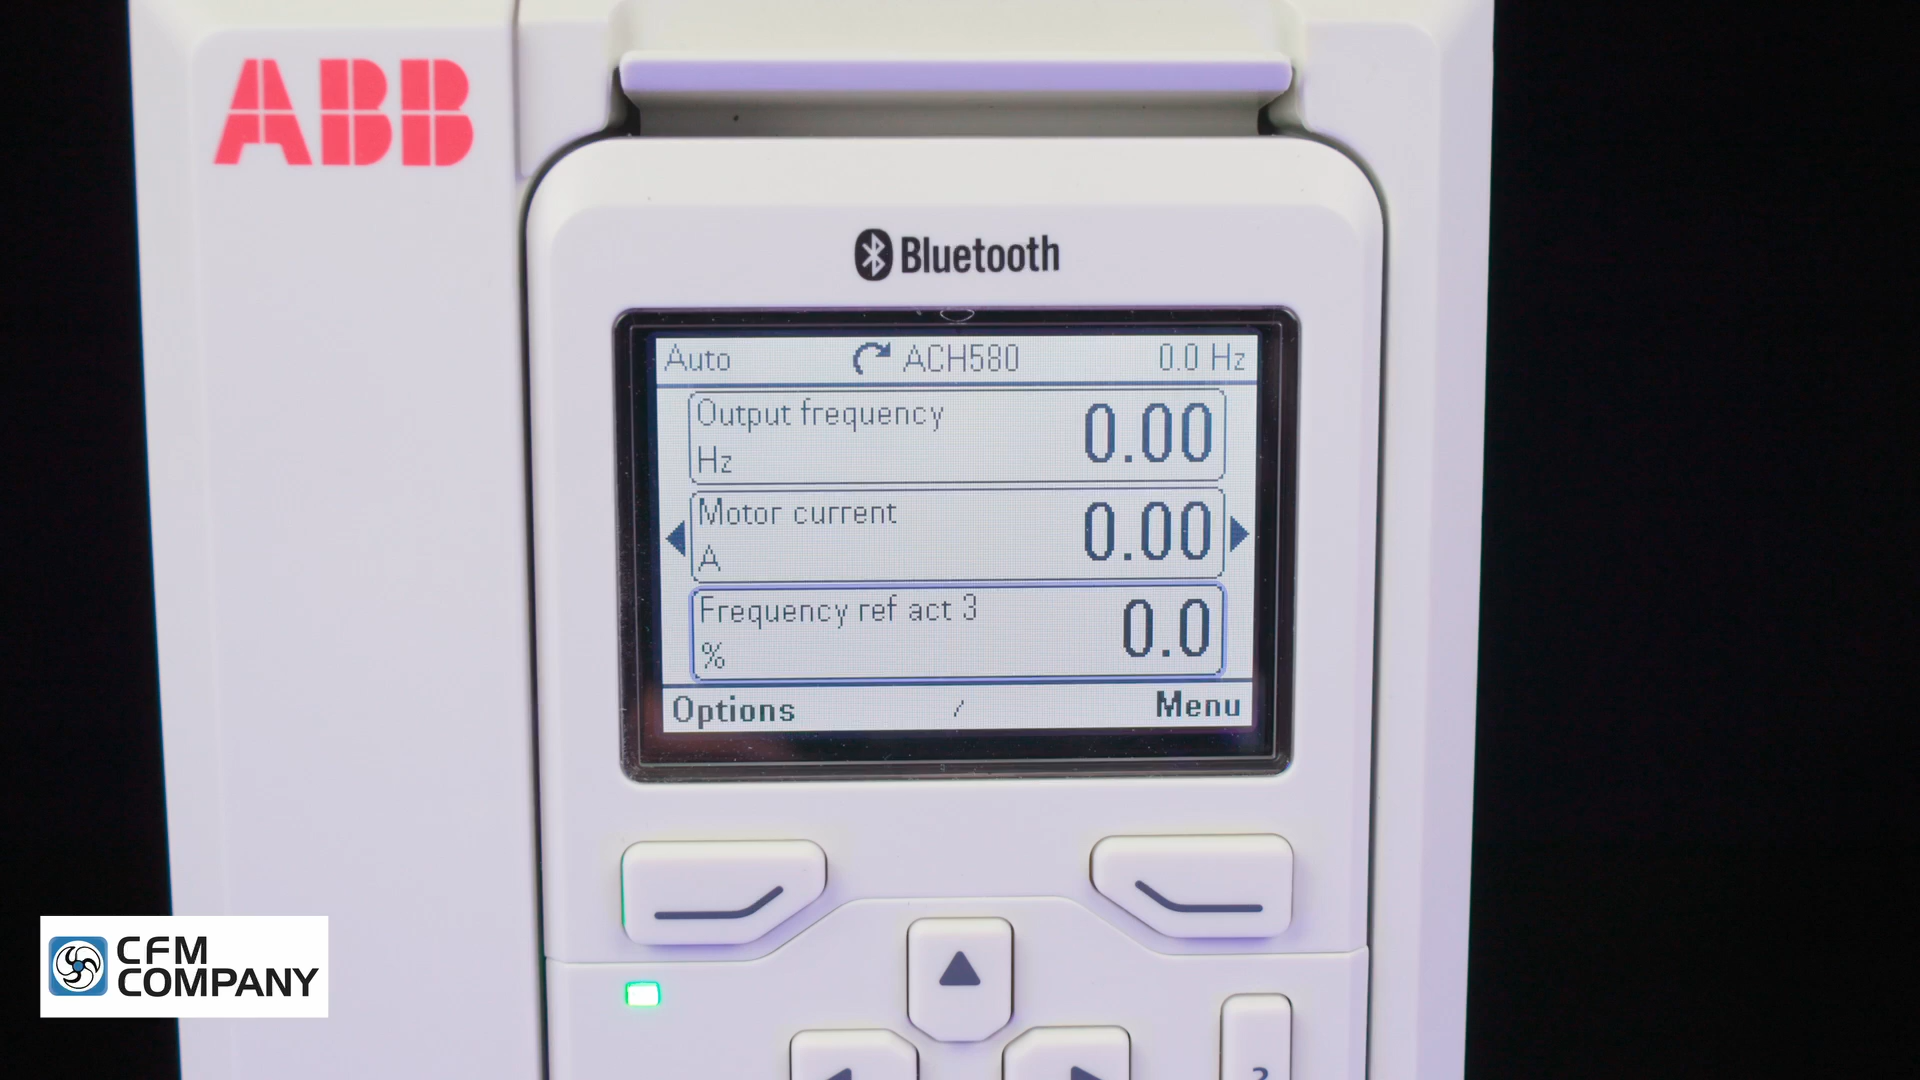 ABB
Bluetooth
Auto ACH580 0.0 Hz
Output frequency 0.00
Hz
Motor current 0.00
A
Frequency ref act 3 0.0
%
Options Menu
CFM
COMPANY
?